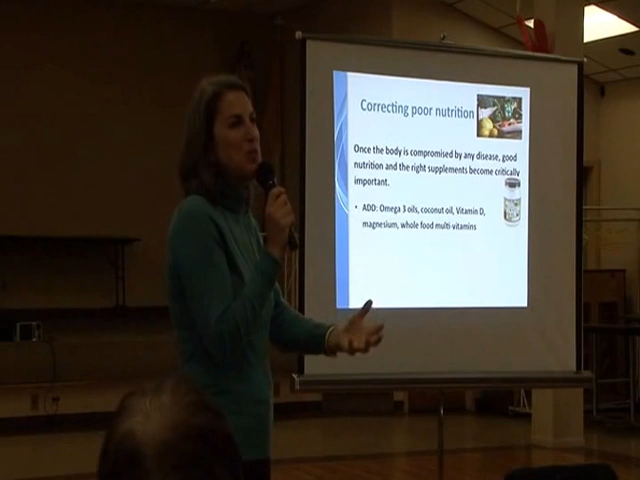 Correcting poor nutrition
Once the body is compromised by any disease, good
nutrition and the right supplements become critically
important.
• ADD: Omega 3 oils, coconut oil, Vitamin D,
magnesium, whole food multi-vitamins